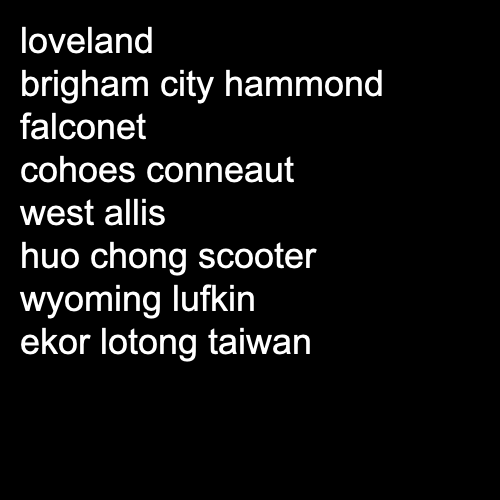 loveland
brigham city hammond
falconet
cohoes conneaut
west allis
huo chong scooter
wyoming lufkin
ekor lotong taiwan